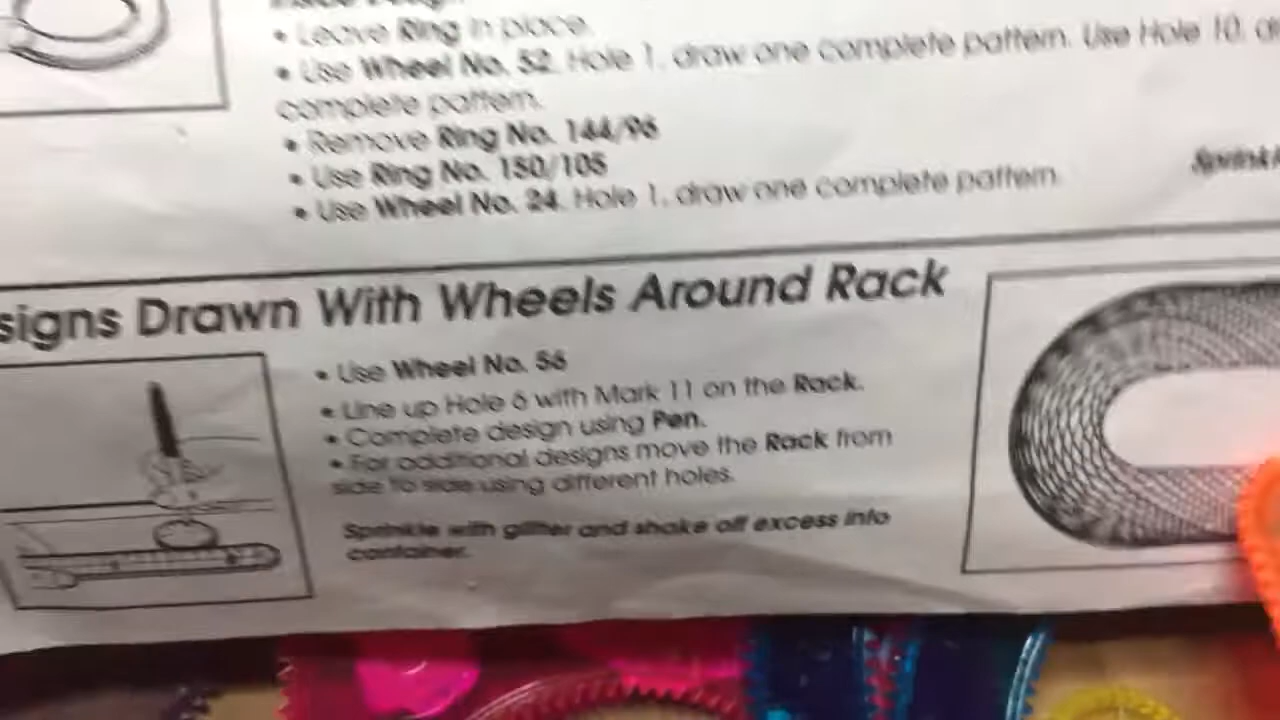 Inside Design
• Leave Ring in place.
• Use Wheel No. 52, Hole 1, draw one complete pattern. Use Hole 10,
complete pattern.
• Remove Ring No. 144/96
• Use Ring No. 150/105
• Use Wheel No. 24, Hole 1, draw one complete pattern.
signs Drawn With Wheels Around Rack
• Use Wheel No. 56
• Line up Hole 6 with Mark 11 on the Rack.
• Complete design using Pen.
• For additional designs move the Rack from
side to side using different holes.
Sprinkle with glitter and shake off excess into
container.